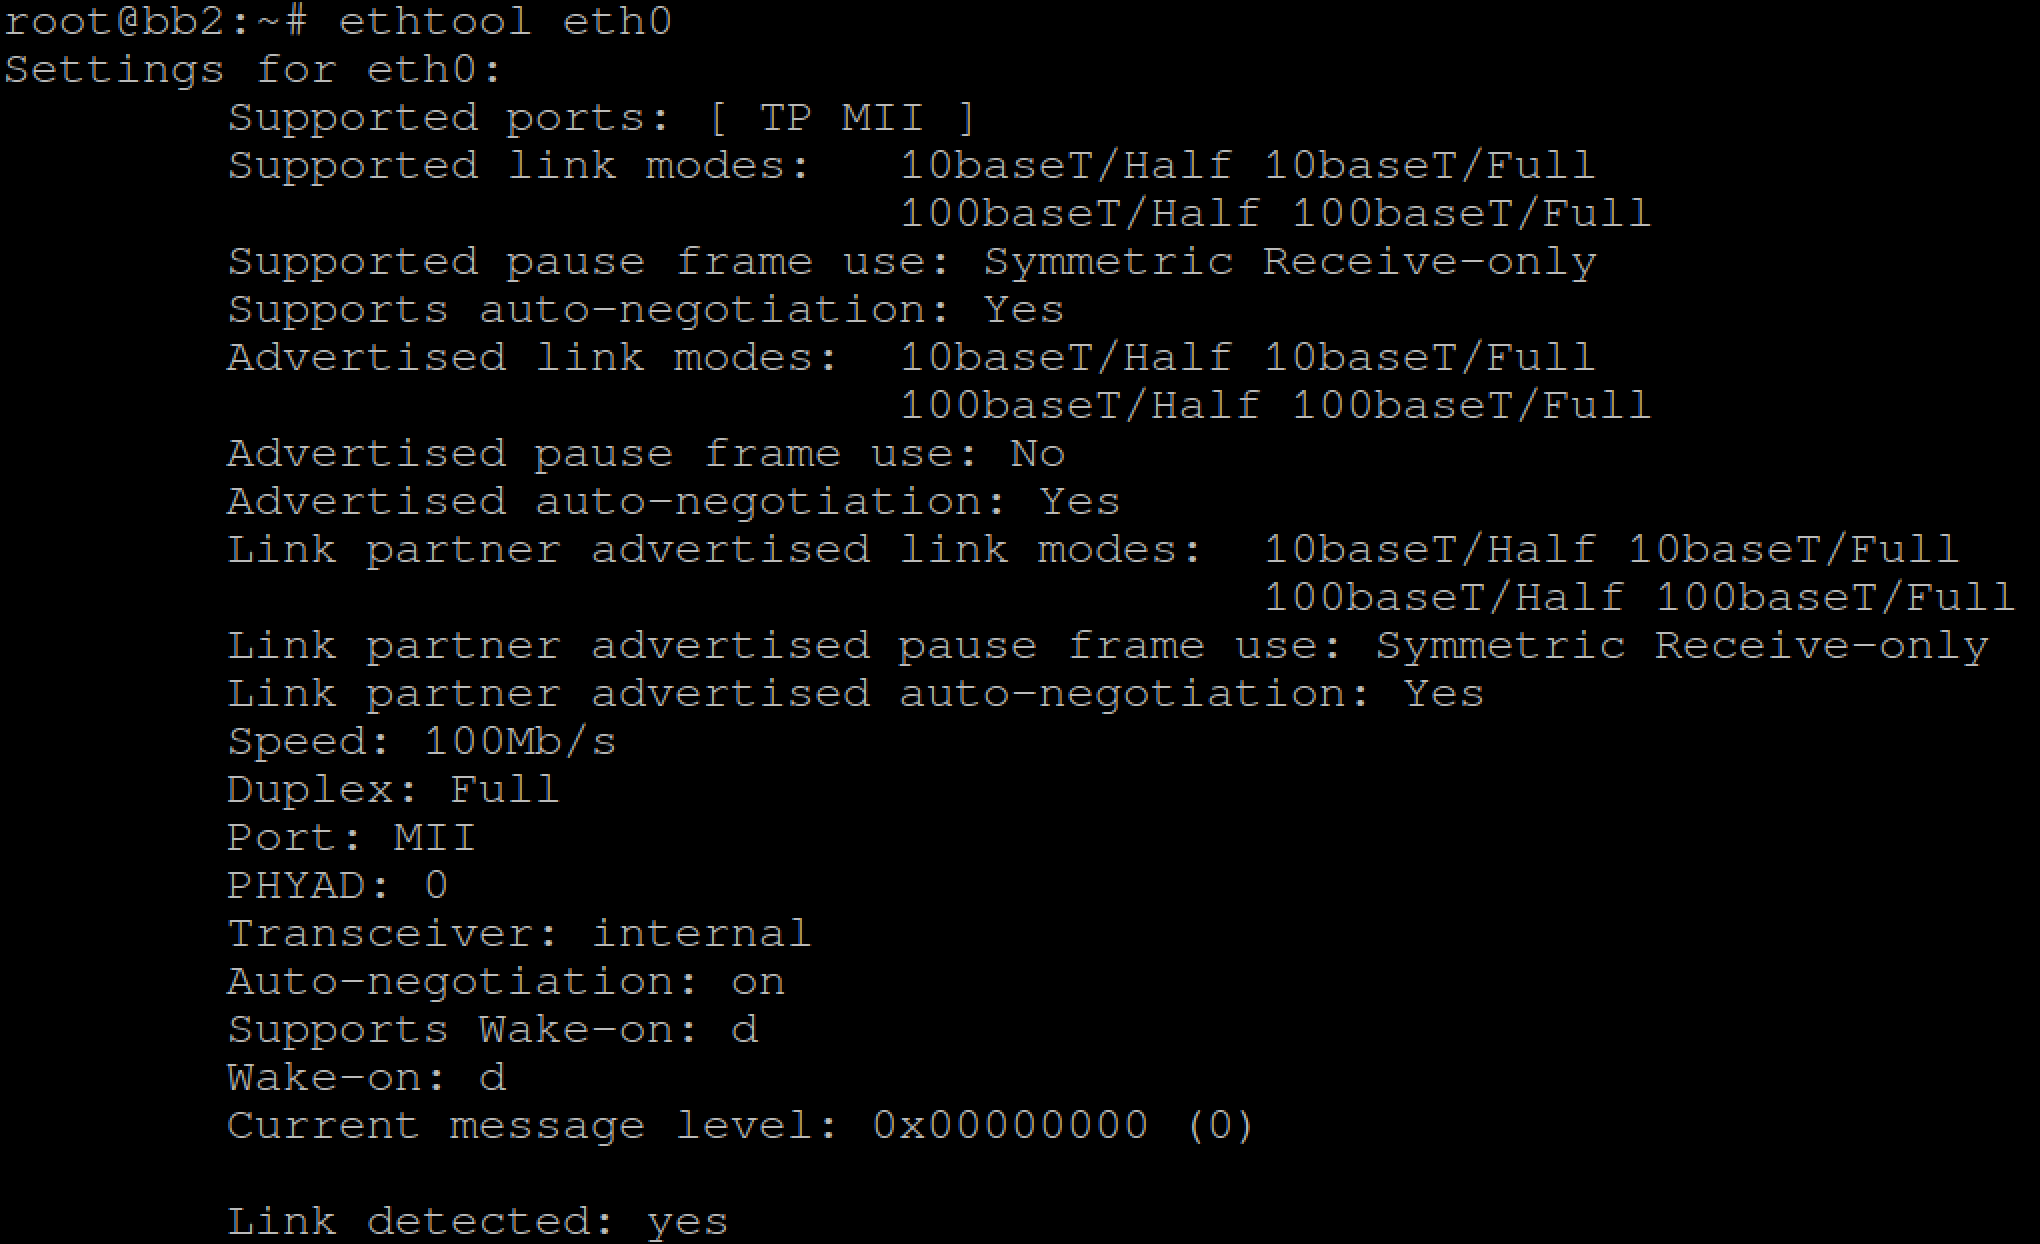 root@bb2:~# ethtool eth0
Settings for eth0:
Supported ports: [ TP MII ]
Supported link modes:   10baseT/Half 10baseT/Full
100baseT/Half 100baseT/Full
Supported pause frame use: Symmetric Receive-only
Supports auto-negotiation: Yes
Advertised link modes:  10baseT/Half 10baseT/Full
100baseT/Half 100baseT/Full
Advertised pause frame use: No
Advertised auto-negotiation: Yes
Link partner advertised link modes:  10baseT/Half 10baseT/Full
100baseT/Half 100baseT/Full
Link partner advertised pause frame use: Symmetric Receive-only
Link partner advertised auto-negotiation: Yes
Speed: 100Mb/s
Duplex: Full
Port: MII
PHYAD: 0
Transceiver: internal
Auto-negotiation: on
Supports Wake-on: d
Wake-on: d
Current message level: 0x00000000 (0)
Link detected: yes